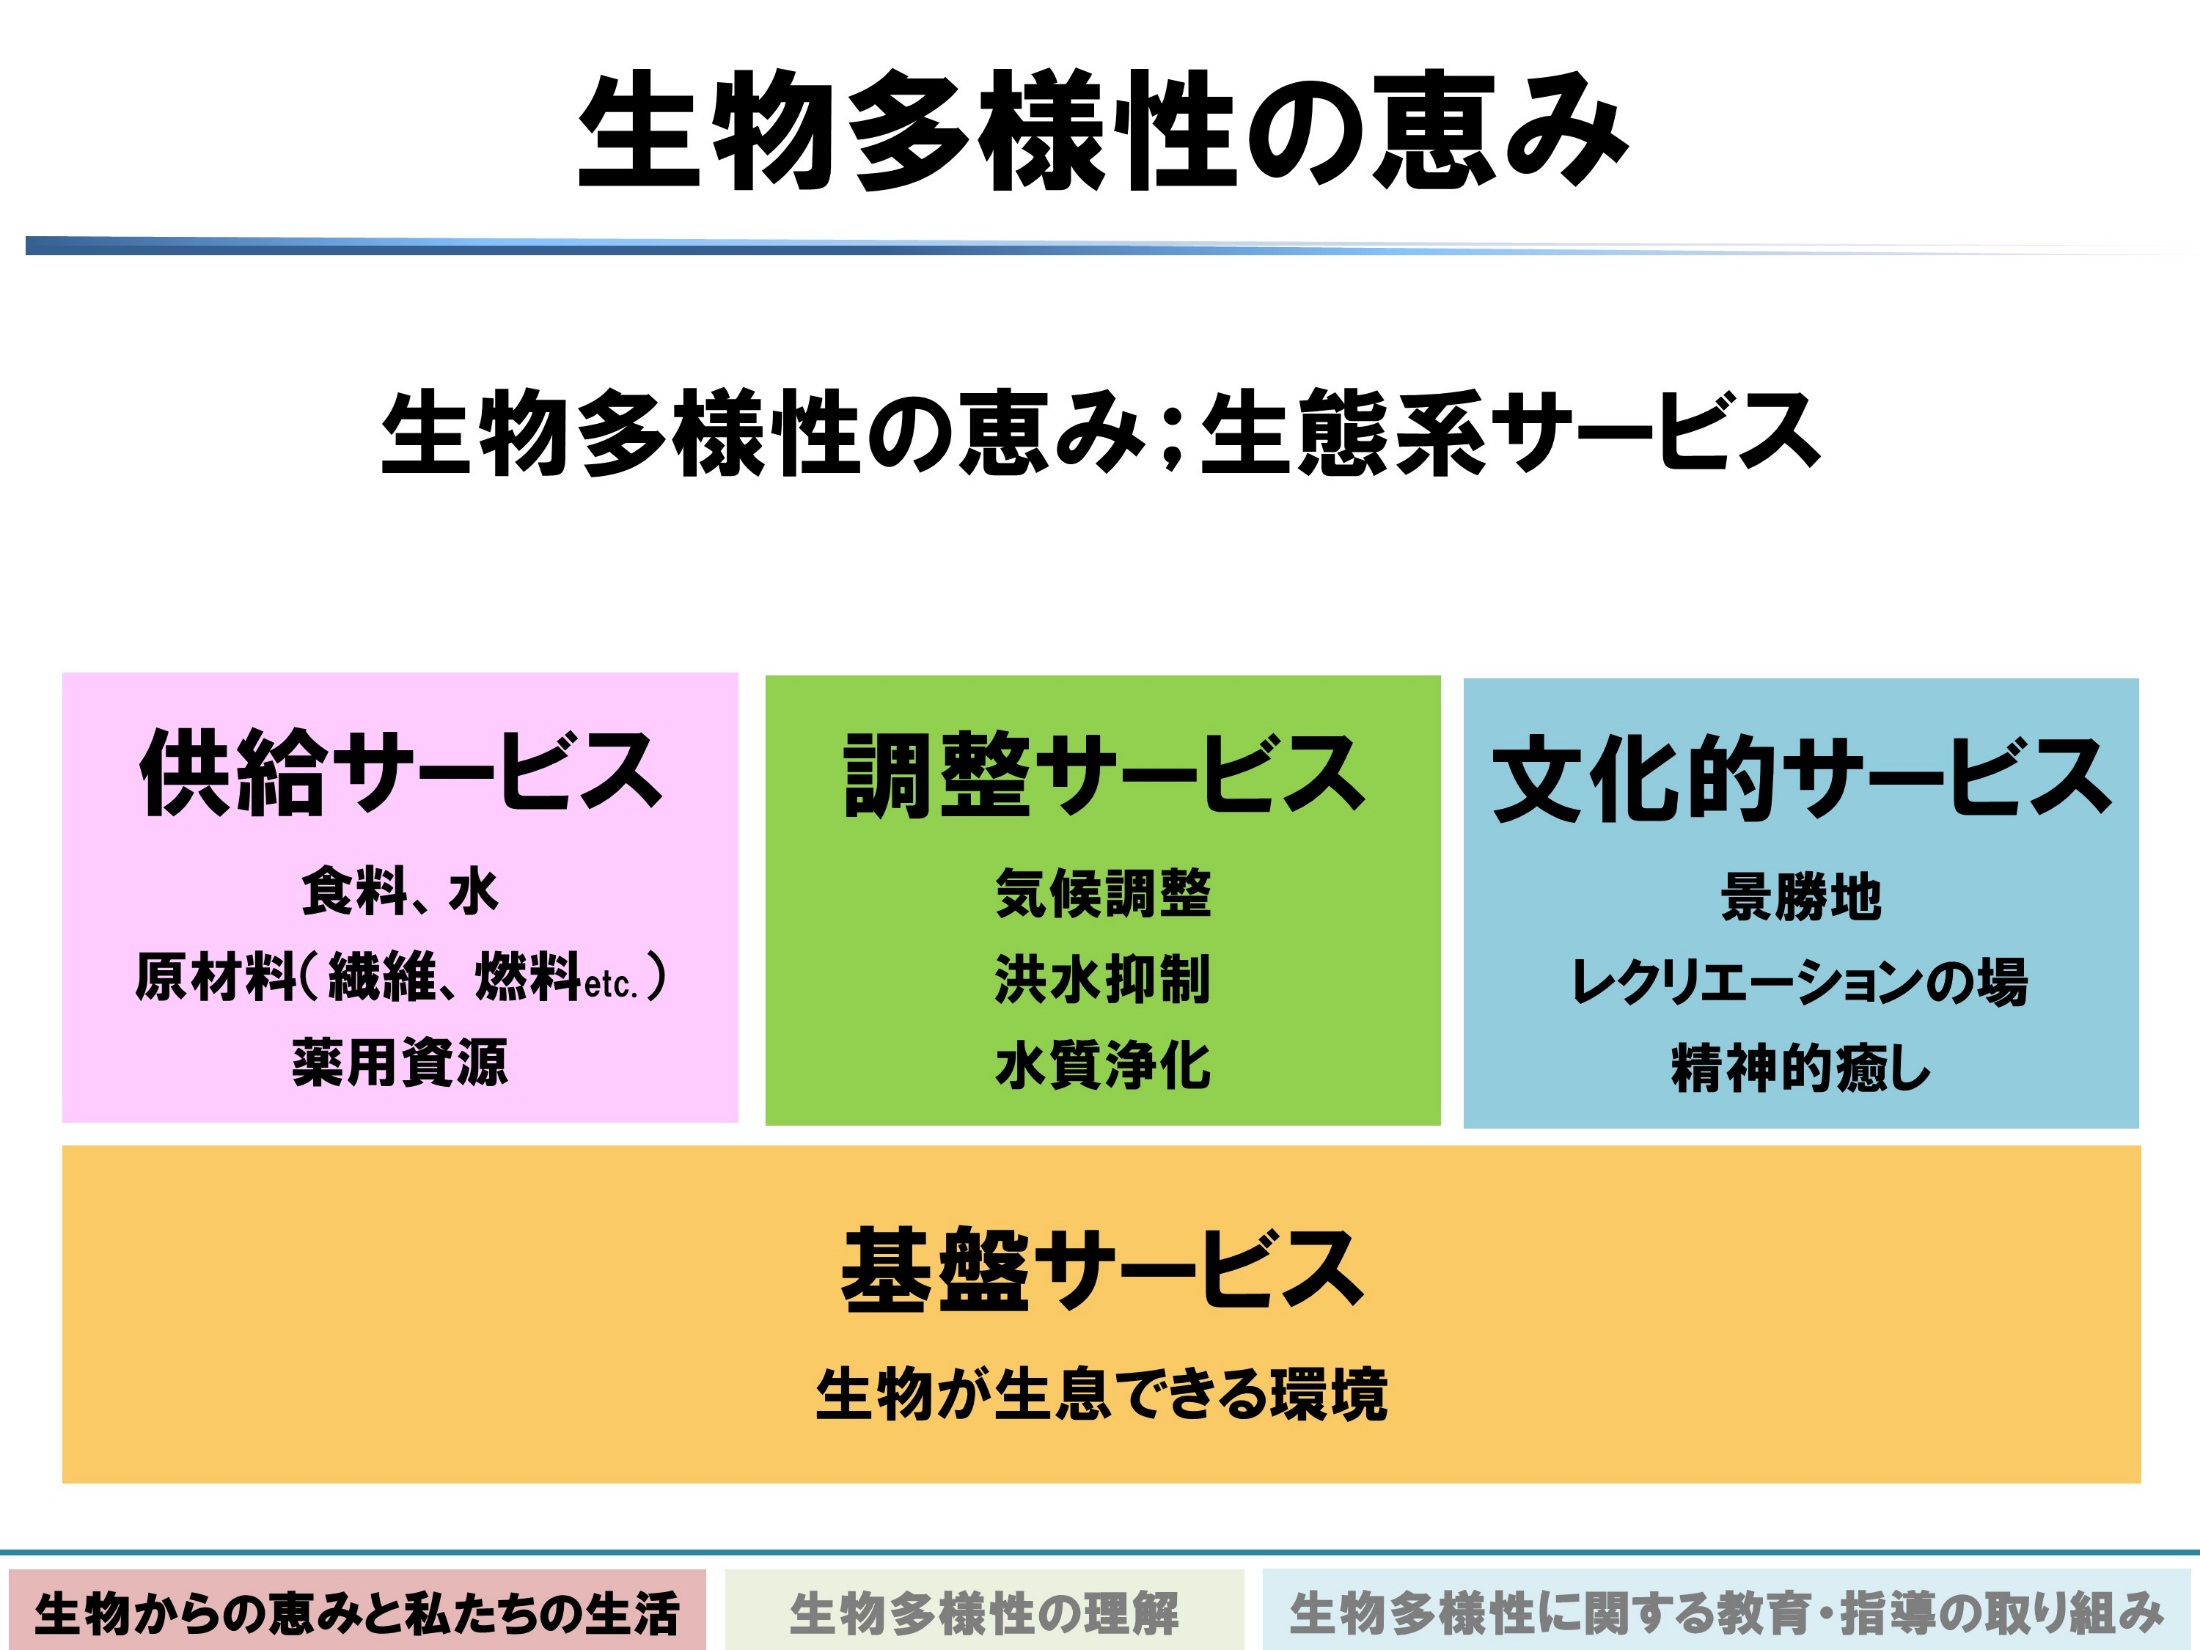 生物多様性の恵み
生物多様性の恵み；生態系サービス
供給サービス
食料、水
原材料（繊維、燃料etc.）
薬用資源
調整サービス
気候調整
洪水抑制
水質浄化
文化的サービス
景勝地
レクリエーションの場
精神的癒し
基盤サービス
生物が生息できる環境
生物からの恵みと私たちの生活
生物多様性の理解
生物多様性に関する教育・指導の取り組み